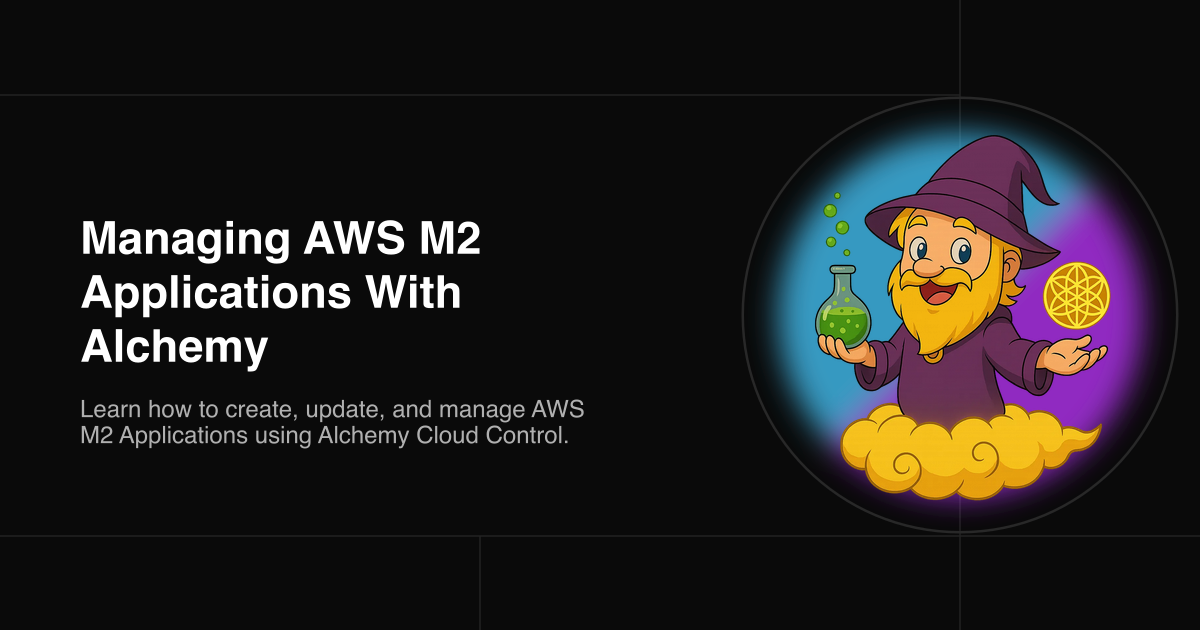 Managing AWS M2
Applications With
Alchemy
Learn how to create, update, and manage AWS
M2 Applications using Alchemy Cloud Control.